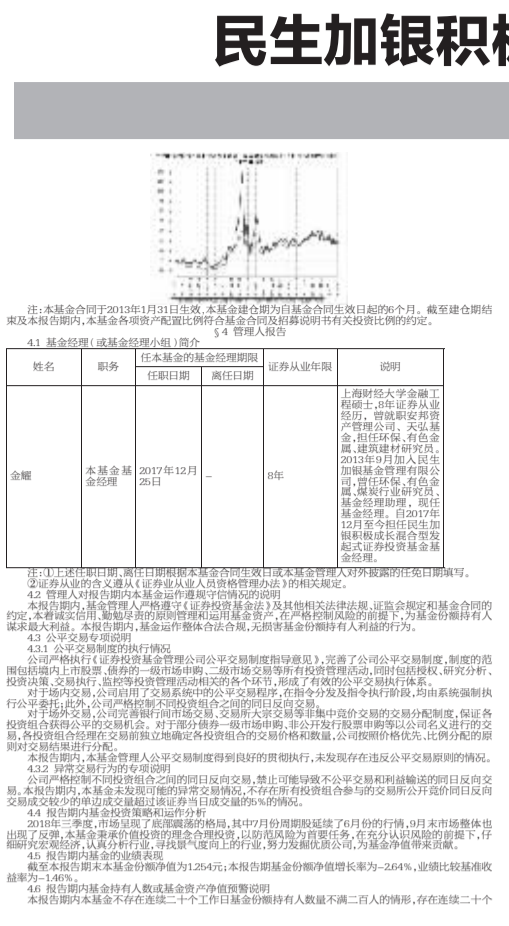 民生加银积
注:本基金合同于2013年1月31日生效,本基金建仓期为自基金合同生效日起的6个月。截至建仓期结
束及本报告期内,本基金各项资产配置比例符合基金合同及招募说明书有关投资比例的约定。
§4 管理人报告
4.1 基金经理(或基金经理小组)简介
姓名 职务 任本基金的基金经理期限 证券从业年限 说明
任职日期 离任日期
金耀 本基金基金经理 2017年12月25日 – 8年
上海财经大学金融工
程硕士,8年证券从业
经历,曾就职安邦资
产管理公司、天弘基
金,担任环保、有色金
属、建筑建材研究员。
2013年9月加入民生
加银基金管理有限公
司,曾任环保、有色金
属、煤炭行业研究员、
基金经理助理,现任
基金经理。自2017年
12月至今担任民生加
银积极成长混合型发
起式证券投资基金基
金经理。
注:①上述任职日期、离任日期根据本基金合同生效日或本基金管理人对外披露的任免日期填写。
②证券从业的含义遵从《证券业从业人员资格管理办法》的相关规定。
4.2 管理人对报告期内本基金运作遵规守信情况的说明
本报告期内,基金管理人严格遵守《证券投资基金法》及其他相关法律法规、证监会规定和基金合同的
约定,本着诚实信用、勤勉尽责的原则管理和运用基金资产,在严格控制风险的前提下,为基金份额持有人
谋求最大利益。本报告期内,基金运作整体合法合规,无损害基金份额持有人利益的行为。
4.3 公平交易专项说明
4.3.1 公平交易制度的执行情况
公司严格执行《证券投资基金管理公司公平交易制度指导意见》,完善了公司公平交易制度,制度的范
围包括境内上市股票、债券的一级市场申购、二级市场交易等所有投资管理活动,同时包括授权、研究分析、
投资决策、交易执行、监控等投资管理活动相关的各个环节,形成了有效的公平交易执行体系。
对于场内交易,公司启用了交易系统中的公平交易程序,在指令分发及指令执行阶段,均由系统强制执
行公平委托;此外,公司严格控制不同投资组合之间的同日反向交易。
对于场外交易,公司完善银行间市场交易、交易所大宗交易等非集中竞价交易的交易分配制度,保证各
投资组合获得公平的交易机会。对于部分债券一级市场申购、非公开发行股票申购等以公司名义进行的交
易,各投资组合经理在交易前独立地确定各投资组合的交易价格和数量,公司按照价格优先、比例分配的原
则对交易结果进行分配。
本报告期内,本基金管理人公平交易制度得到良好的贯彻执行,未发现存在违反公平交易原则的情况。
4.3.2 异常交易行为的专项说明
公司严格控制不同投资组合之间的同日反向交易,禁止可能导致不公平交易和利益输送的同日反向交
易。本报告期内,本基金未发现可能的异常交易情况,不存在所有投资组合参与的交易所公开竞价同日反向
交易成交较少的单边成交量超过该证券当日成交量的5%的情况。
4.4 报告期内基金投资策略和运作分析
2018年三季度,市场呈现了底部震荡的格局,其中7月份周期股延续了6月份的行情,9月末市场整体也
出现了反弹,本基金秉承价值投资的理念合理投资,以防范风险为首要任务,在充分认识风险的前提下,仔
细研究宏观经济,认真分析行业,寻找景气度向上的行业,努力发掘优质公司,为基金净值带来贡献。
4.5 报告期内基金的业绩表现
截至本报告期末本基金份额净值为1.254元;本报告期基金份额净值增长率为–2.64%,业绩比较基准收
益率为–1.46%。
4.6 报告期内基金持有人数或基金资产净值预警说明
本报告期内本基金不存在连续二十个工作日基金份额持有人数量不满二百人的情形,存在连续二十个